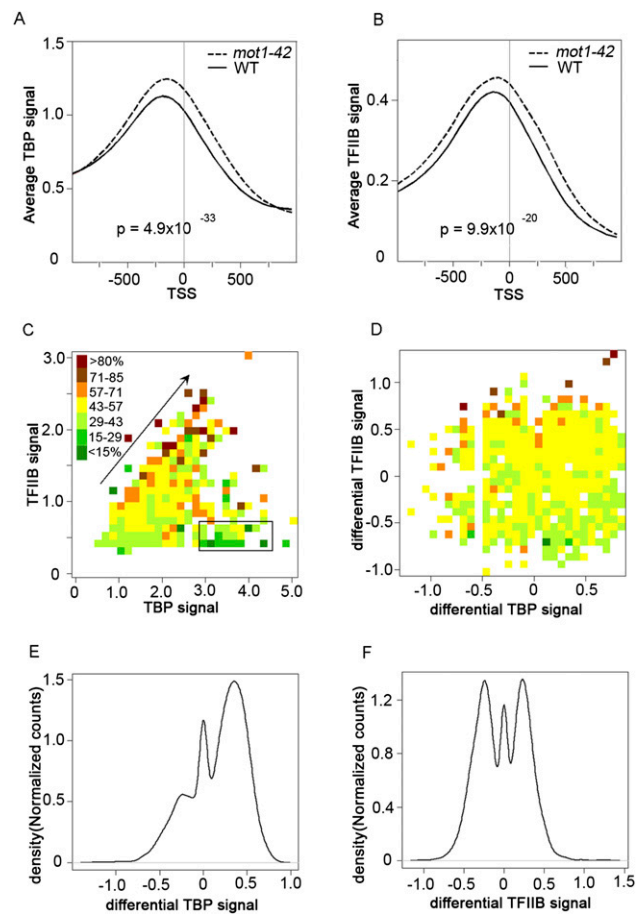 A
1.5
1.0
0.5
0
Average TBP signal
mot1-42
WT
p = 4.9x10 -33
-500 0 500
TSS
B
0.4
0.2
0
Average TFIIB signal
mot1-42
WT
p = 9.9x10 -20
-500 0 500
TSS
C
3.0
2.0
1.0
0
TFIIB signal
>80%
71-85
57-71
43-57
29-43
15-29
<15%
0 1.0 2.0 3.0 4.0 5.0
TBP signal
D
1.0
0.5
0
-0.5
-1.0
differential TFIIB signal
-1.0 -0.5 0 0.5
differential TBP signal
E
1.5
1.0
0.5
0
density(Normalized counts)
-1.0 -0.5 0 0.5 1.0
differential TBP signal
F
1.2
0.8
0.4
0
density(Normalized counts)
-1.0 -0.5 0 0.5 1.0 1.5
differential TFIIB signal